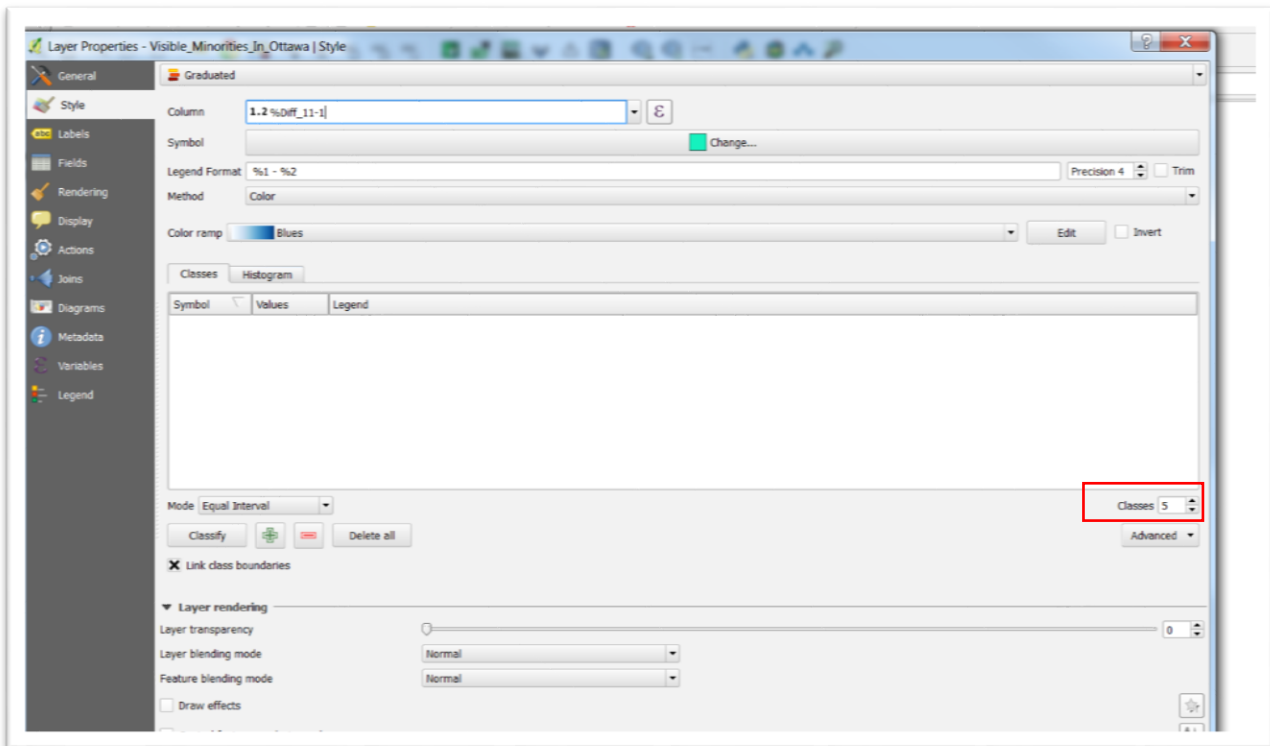 Layer Properties - Visible_Minorities_In_Ottawa | Style
General
Style
Labels
Fields
Rendering
Display
Actions
Joins
Diagrams
Metadata
Variables
Legend
Graduated
Column 1.2 %Diff_11-1 ε
Symbol Change...
Legend Format %1 - %2 Precision 4 Trim
Method Color
Color ramp Blues Edit Invert
Classes Histogram
Symbol Values Legend
Mode Equal Interval Classes 5
Classify Delete all Advanced
Link class boundaries
Layer rendering
Layer transparency 0
Layer blending mode Normal
Feature blending mode Normal
Draw effects